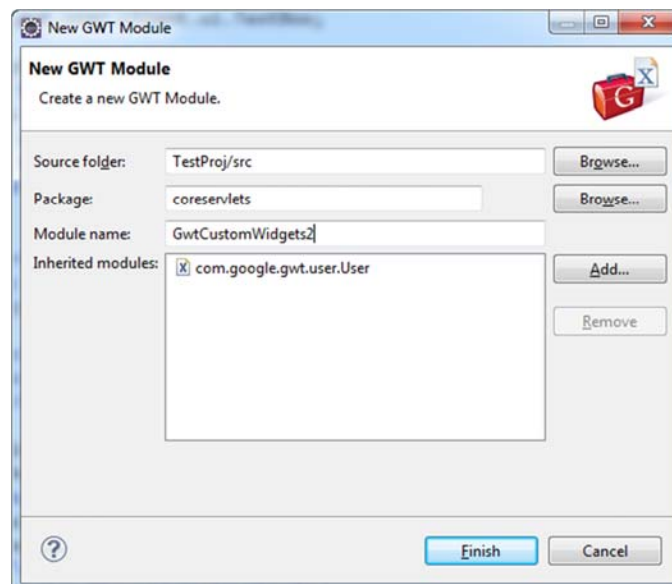 New GWT Module
New GWT Module
Create a new GWT Module.
X
G
Source folder: TestProj/src Browse...
Package: coreservlets Browse...
Module name: GwtCustomWidgets2
Inherited modules: X com.google.gwt.user.User Add...
Remove
? Finish Cancel